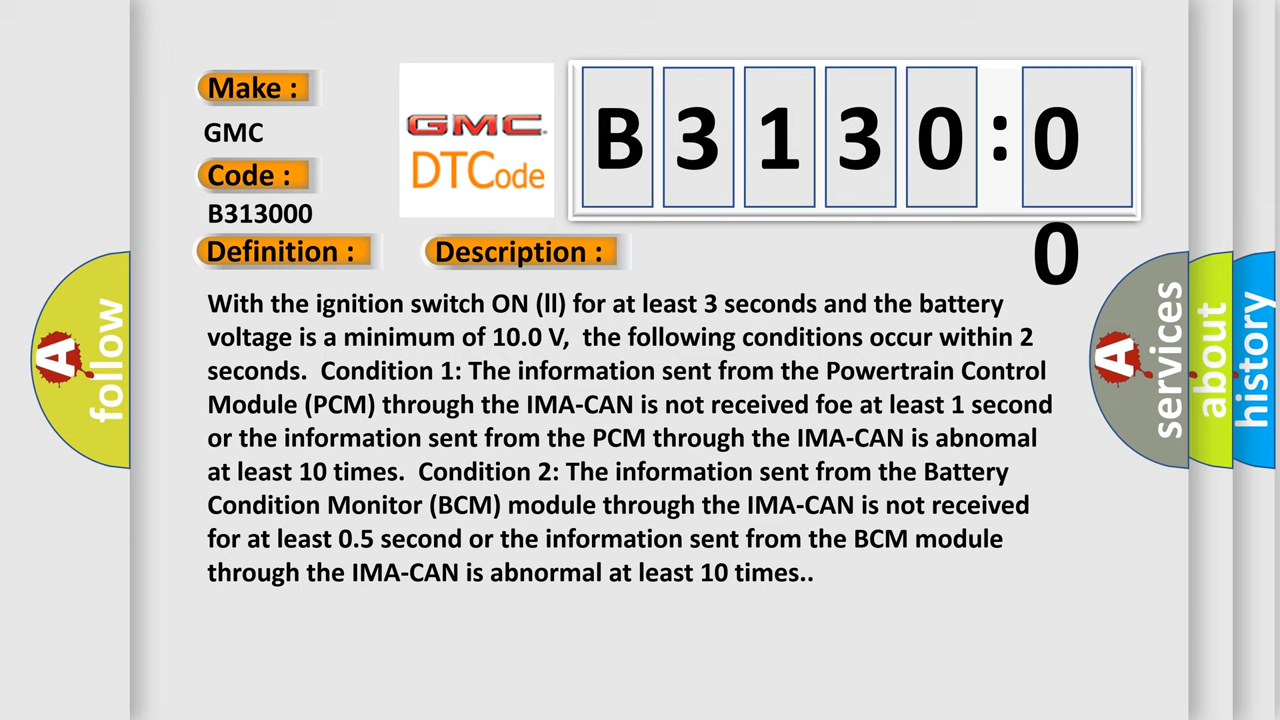 Make :
GMC
Code :
B313000
Definition :
Description :
GMC
DTCode
B3130:0
0
With the ignition switch ON (ll) for at least 3 seconds and the battery
voltage is a minimum of 10.0 V,  the following conditions occur within 2
seconds.  Condition 1: The information sent from the Powertrain Control
Module (PCM) through the IMA-CAN is not received foe at least 1 second
or the information sent from the PCM through the IMA-CAN is abnomal
at least 10 times.  Condition 2: The information sent from the Battery
Condition Monitor (BCM) module through the IMA-CAN is not received
for at least 0.5 second or the information sent from the BCM module
through the IMA-CAN is abnormal at least 10 times..
A
follow
A
services
about
history